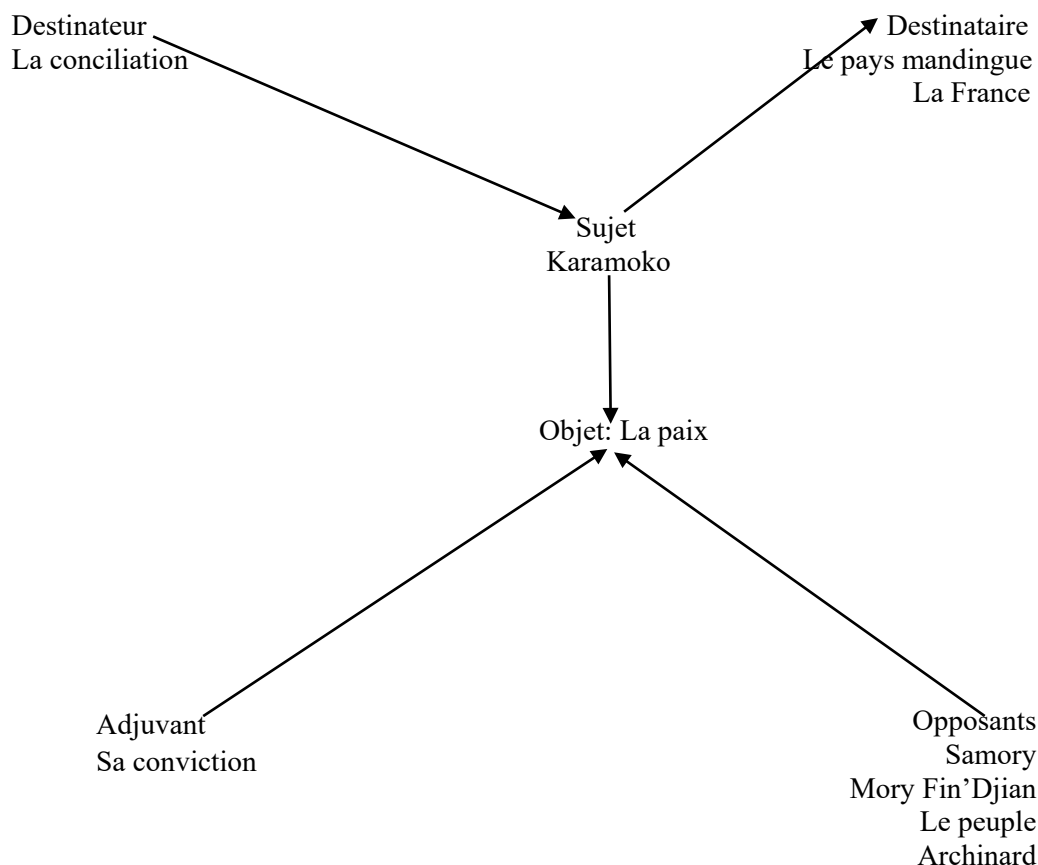 Destinateur
La conciliation
Destinataire
Le pays mandingue
La France
Sujet
Karamoko
Objet: La paix
Adjuvant
Sa conviction
Opposants
Samory
Mory Fin’Djian
Le peuple
Archinard